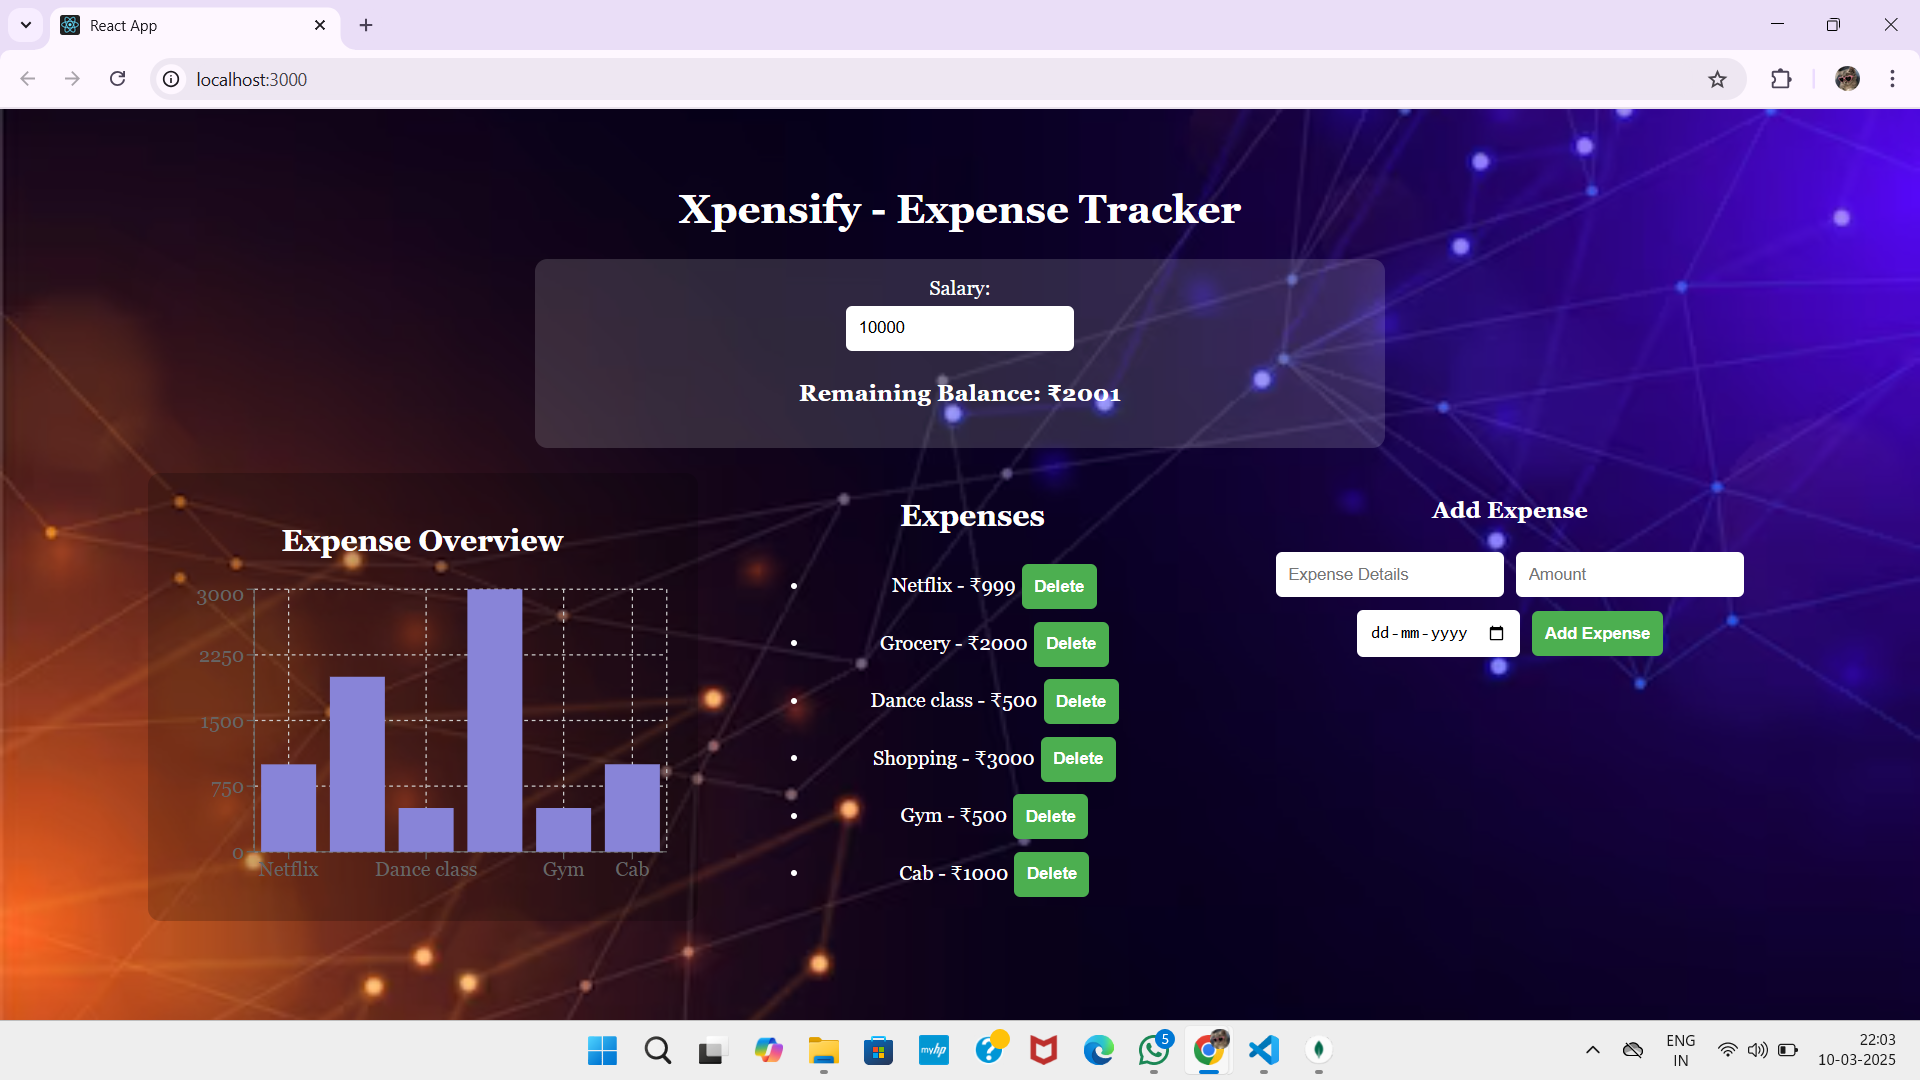 React App
localhost:3000
Xpensify - Expense Tracker
Salary:
10000
Remaining Balance: ₹2001
Expense Overview
3000
2250
1500
750
0
Netflix Dance class Gym Cab
Expenses
Netflix - ₹999 Delete
Grocery - ₹2000 Delete
Dance class - ₹500 Delete
Shopping - ₹3000 Delete
Gym - ₹500 Delete
Cab - ₹1000 Delete
Add Expense
Expense Details Amount
dd-mm-yyyy Add Expense
myhp
?
5
ENG
IN
22:03
10-03-2025